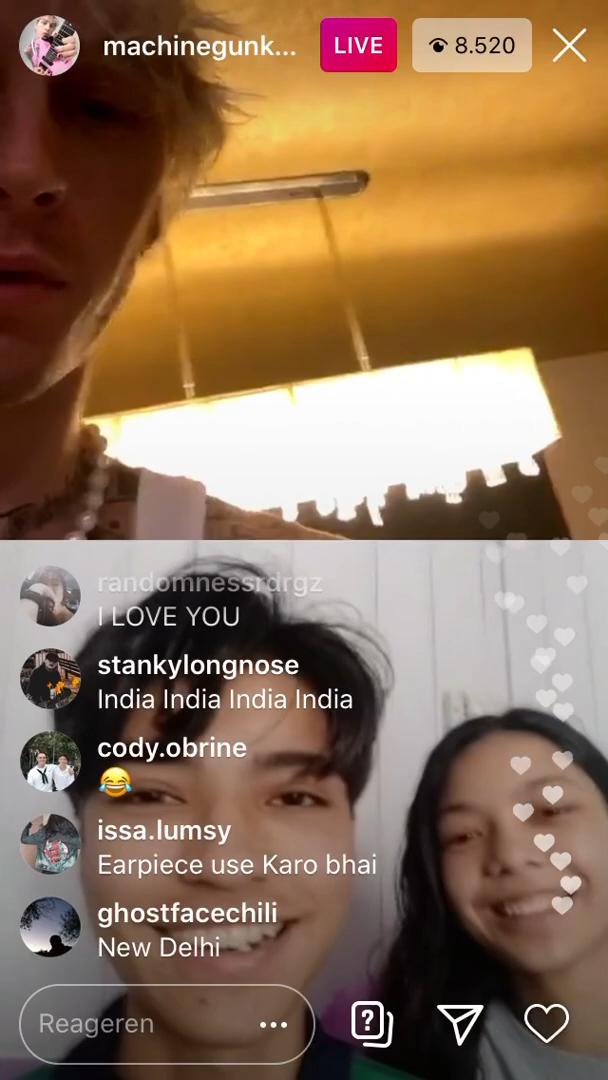 machinegunk...
LIVE
8.520
randomnessrdrgz
I LOVE YOU
stankylongnose
India India India India
cody.obrine
😂
issa.lumsy
Earpiece use Karo bhai
ghostfacechili
New Delhi
Reageren